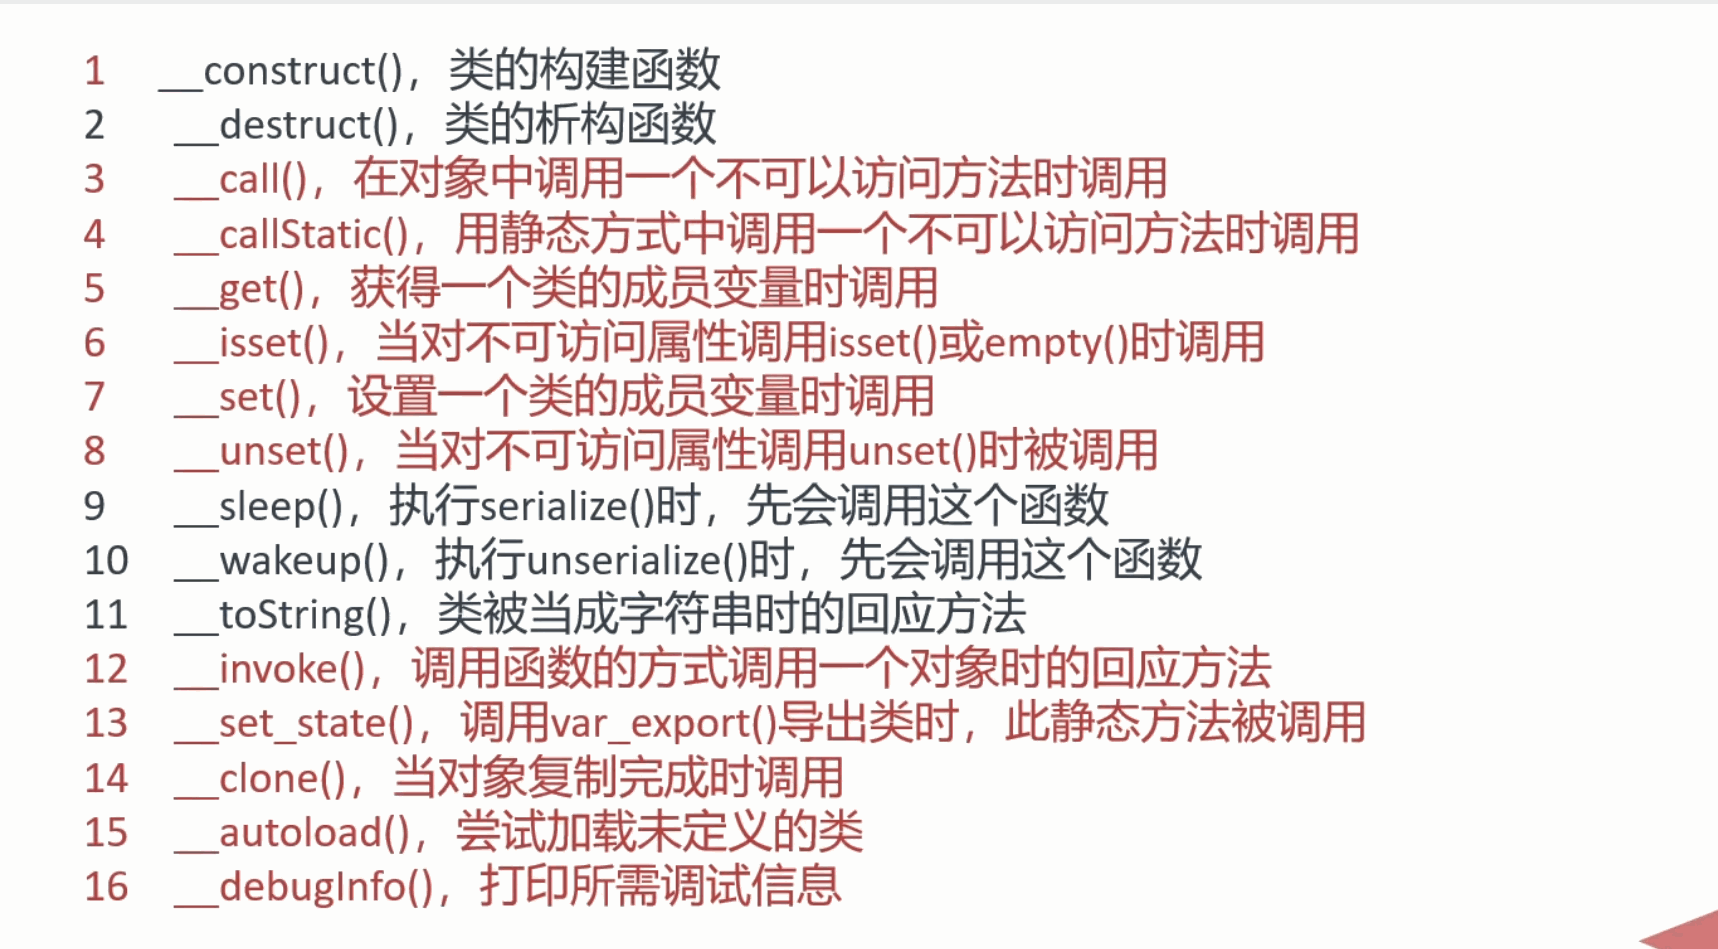 1 __construct()，类的构建函数
2 __destruct()，类的析构函数
3 __call()，在对象中调用一个不可以访问方法时调用
4 __callStatic()，用静态方式中调用一个不可以访问方法时调用
5 __get()，获得一个类的成员变量时调用
6 __isset()，当对不可访问属性调用isset()或empty()时调用
7 __set()，设置一个类的成员变量时调用
8 __unset()，当对不可访问属性调用unset()时被调用
9 __sleep()，执行serialize()时，先会调用这个函数
10 __wakeup()，执行unserialize()时，先会调用这个函数
11 __toString()，类被当成字符串时的回应方法
12 __invoke()，调用函数的方式调用一个对象时的回应方法
13 __set_state()，调用var_export()导出类时，此静态方法被调用
14 __clone()，当对象复制完成时调用
15 __autoload()，尝试加载未定义的类
16 __debugInfo()，打印所需调试信息